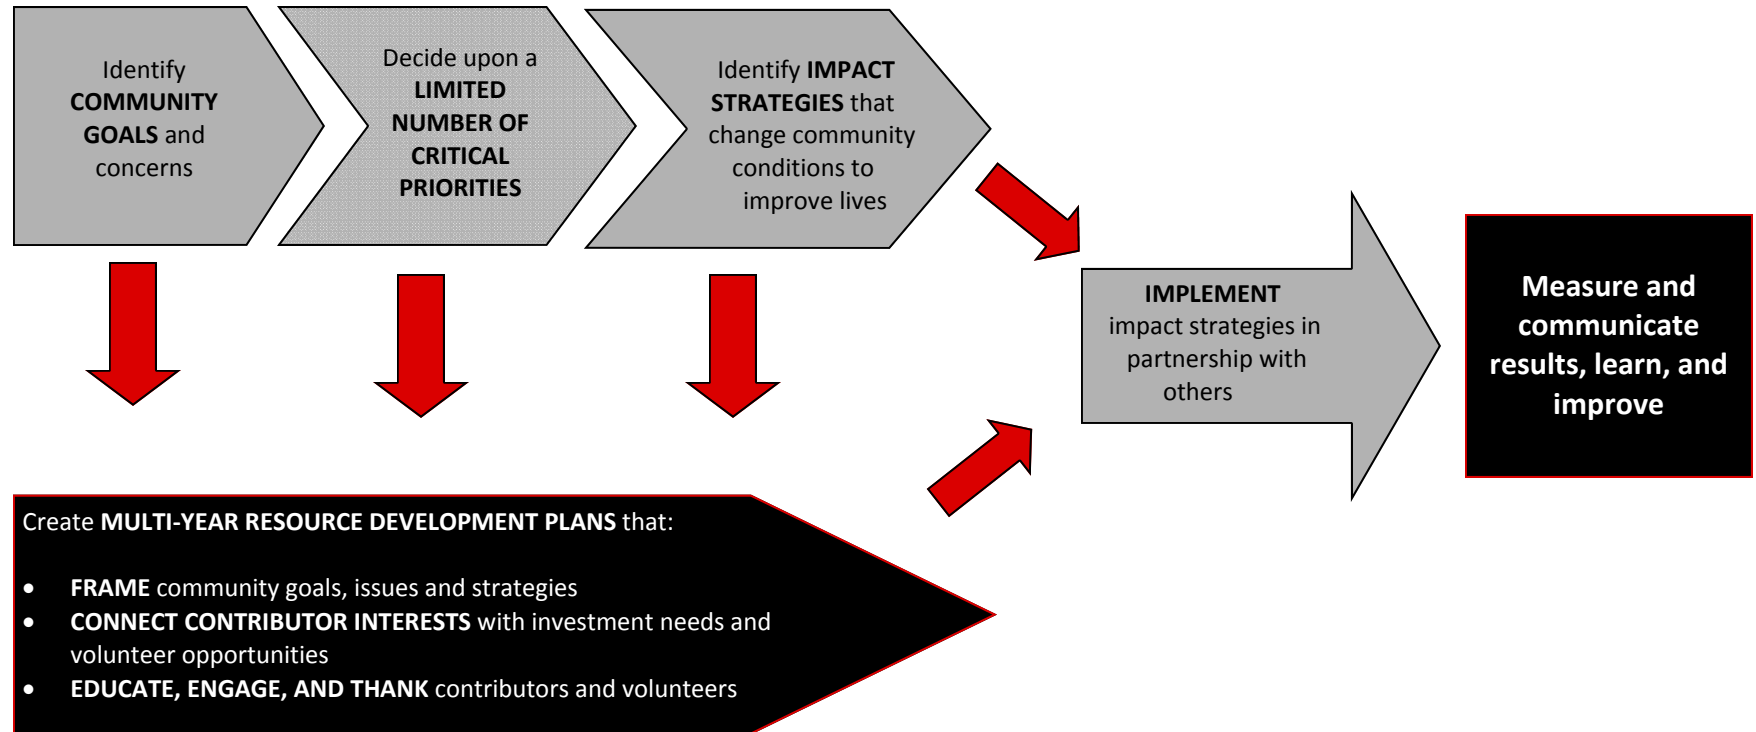 Identify
COMMUNITY
GOALS and
concerns
Decide upon a
LIMITED
NUMBER OF
CRITICAL
PRIORITIES
Identify IMPACT
STRATEGIES that
change community
conditions to
improve lives
IMPLEMENT
impact strategies in
partnership with
others
Measure and
communicate
results, learn, and
improve
Create MULTI-YEAR RESOURCE DEVELOPMENT PLANS that:
• FRAME community goals, issues and strategies
• CONNECT CONTRIBUTOR INTERESTS with investment needs and
volunteer opportunities
• EDUCATE, ENGAGE, AND THANK contributors and volunteers